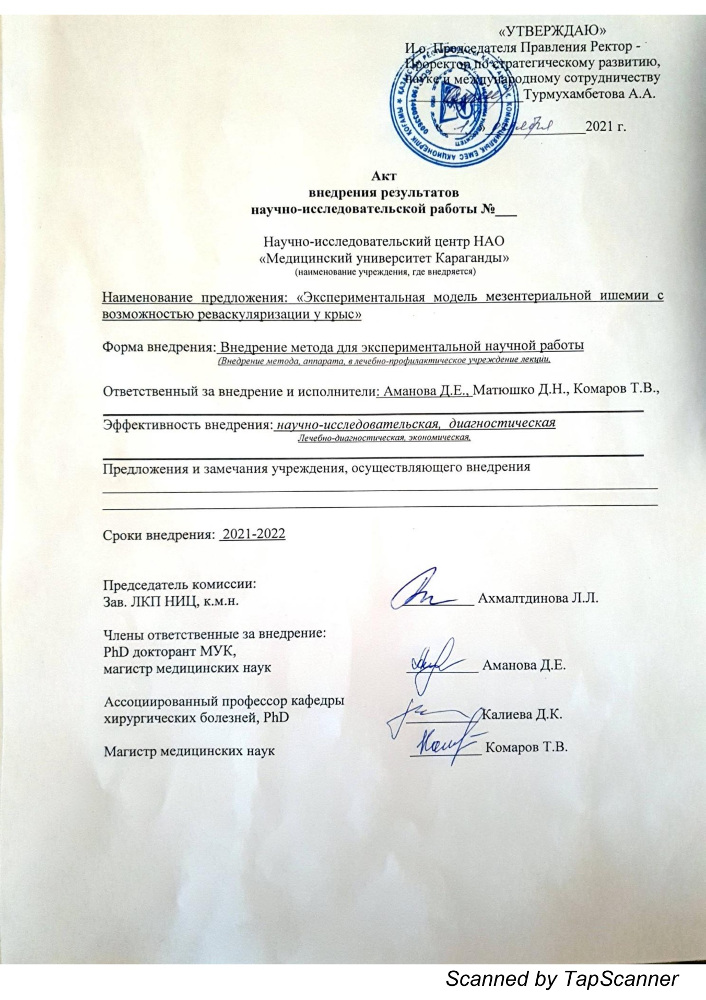 «УТВЕРЖДАЮ»
И.о. Председателя Правления Ректор -
Проректор по стратегическому развитию,
науке и международному сотрудничеству
Турмухамбетова А.А.
« 1 » 2021 г.
Акт
внедрения результатов
научно-исследовательской работы №___
Научно-исследовательский центр НАО
«Медицинский университет Караганды»
(наименование учреждения, где внедряется)
Наименование предложения: «Экспериментальная модель мезентериальной ишемии с
возможностью реваскуляризации у крыс»
Форма внедрения: Внедрение метода для экспериментальной научной работы
(Внедрение метода, аппарата, в лечебно-профилактическое учреждение лекции,
Ответственный за внедрение и исполнители: Аманова Д.Е., Матюшко Д.Н., Комаров Т.В.,
Эффективность внедрения: научно-исследовательская, диагностическая
Лечебно-диагностическая, экономическая,
Предложения и замечания учреждения, осуществляющего внедрения
Сроки внедрения: 2021-2022
Председатель комиссии:
Зав. ЛКП НИЦ, к.м.н. Ахмалтдинова Л.Л.
Члены ответственные за внедрение:
PhD докторант МУК,
магистр медицинских наук Аманова Д.Е.
Ассоциированный профессор кафедры
хирургических болезней, PhD Калиева Д.К.
Магистр медицинских наук Комаров Т.В.
Scanned by TapScanner